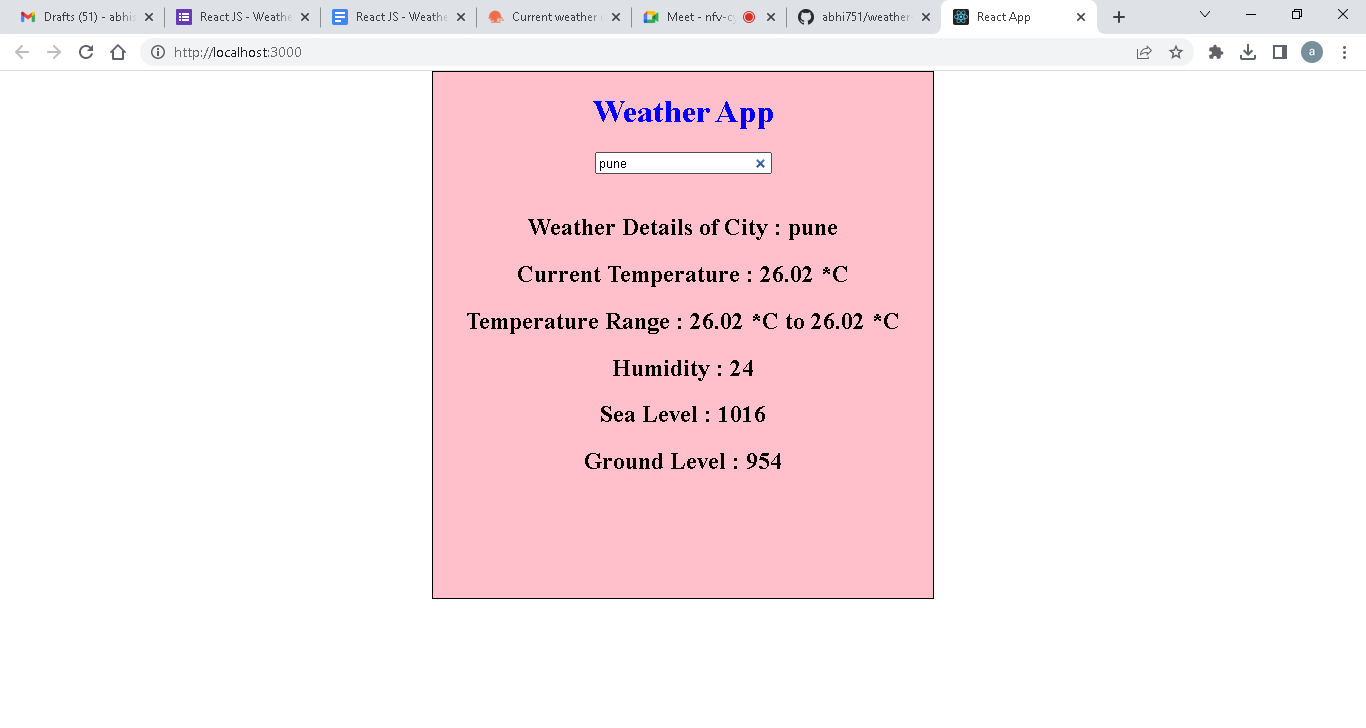 Drafts (51) - abhis
React JS - Weathe
React JS - Weathe
Current weather
Meet - nfv-cy
abhi751/weather
React App
http://localhost:3000
a
Weather App
pune
Weather Details of City : pune
Current Temperature : 26.02 *C
Temperature Range : 26.02 *C to 26.02 *C
Humidity : 24
Sea Level : 1016
Ground Level : 954